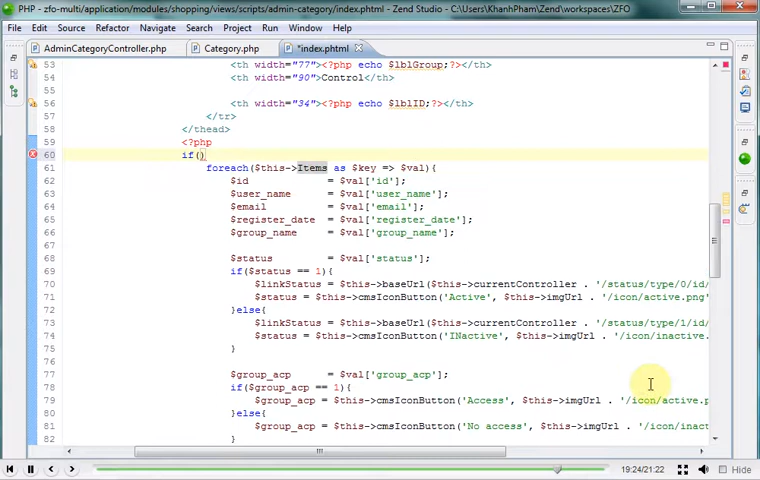 PHP - zfo-multi/application/modules/shopping/views/scripts/admin-category/index.phtml - Zend Studio - C:\Users\KhanhPham\Zend\workspaces\ZFO
File Edit Source Refactor Navigate Search Project Run Window Help
AdminCategoryController.php Category.php *index.phtml
53 <th width="77"><?php echo $lblGroup;?></th>
54 <th width="90">Control</th>
55
56 <th width="34"><?php echo $lblID;?></th>
57 </tr>
58 </thead>
59 <?php
60 if()
61 foreach($this->Items as $key => $val){
62 $id = $val['id'];
63 $user_name = $val['user_name'];
64 $email = $val['email'];
65 $register_date = $val['register_date'];
66 $group_name = $val['group_name'];
67
68 $status = $val['status'];
69 if($status == 1){
70 $linkStatus = $this->baseUrl($this->currentController . '/status/type/0/id/
71 $status = $this->cmsIconButton('Active', $this->imgUrl . '/icon/active.png'
72 }else{
73 $linkStatus = $this->baseUrl($this->currentController . '/status/type/1/id/
74 $status = $this->cmsIconButton('INactive', $this->imgUrl . '/icon/inactive.
75 }
76
77 $group_acp = $val['group_acp'];
78 if($group_acp == 1){
79 $group_acp = $this->cmsIconButton('Access', $this->imgUrl . '/icon/active.p
80 }else{
81 $group_acp = $this->cmsIconButton('No access', $this->imgUrl . '/icon/inact
82 }
19:24/21:22 Hide